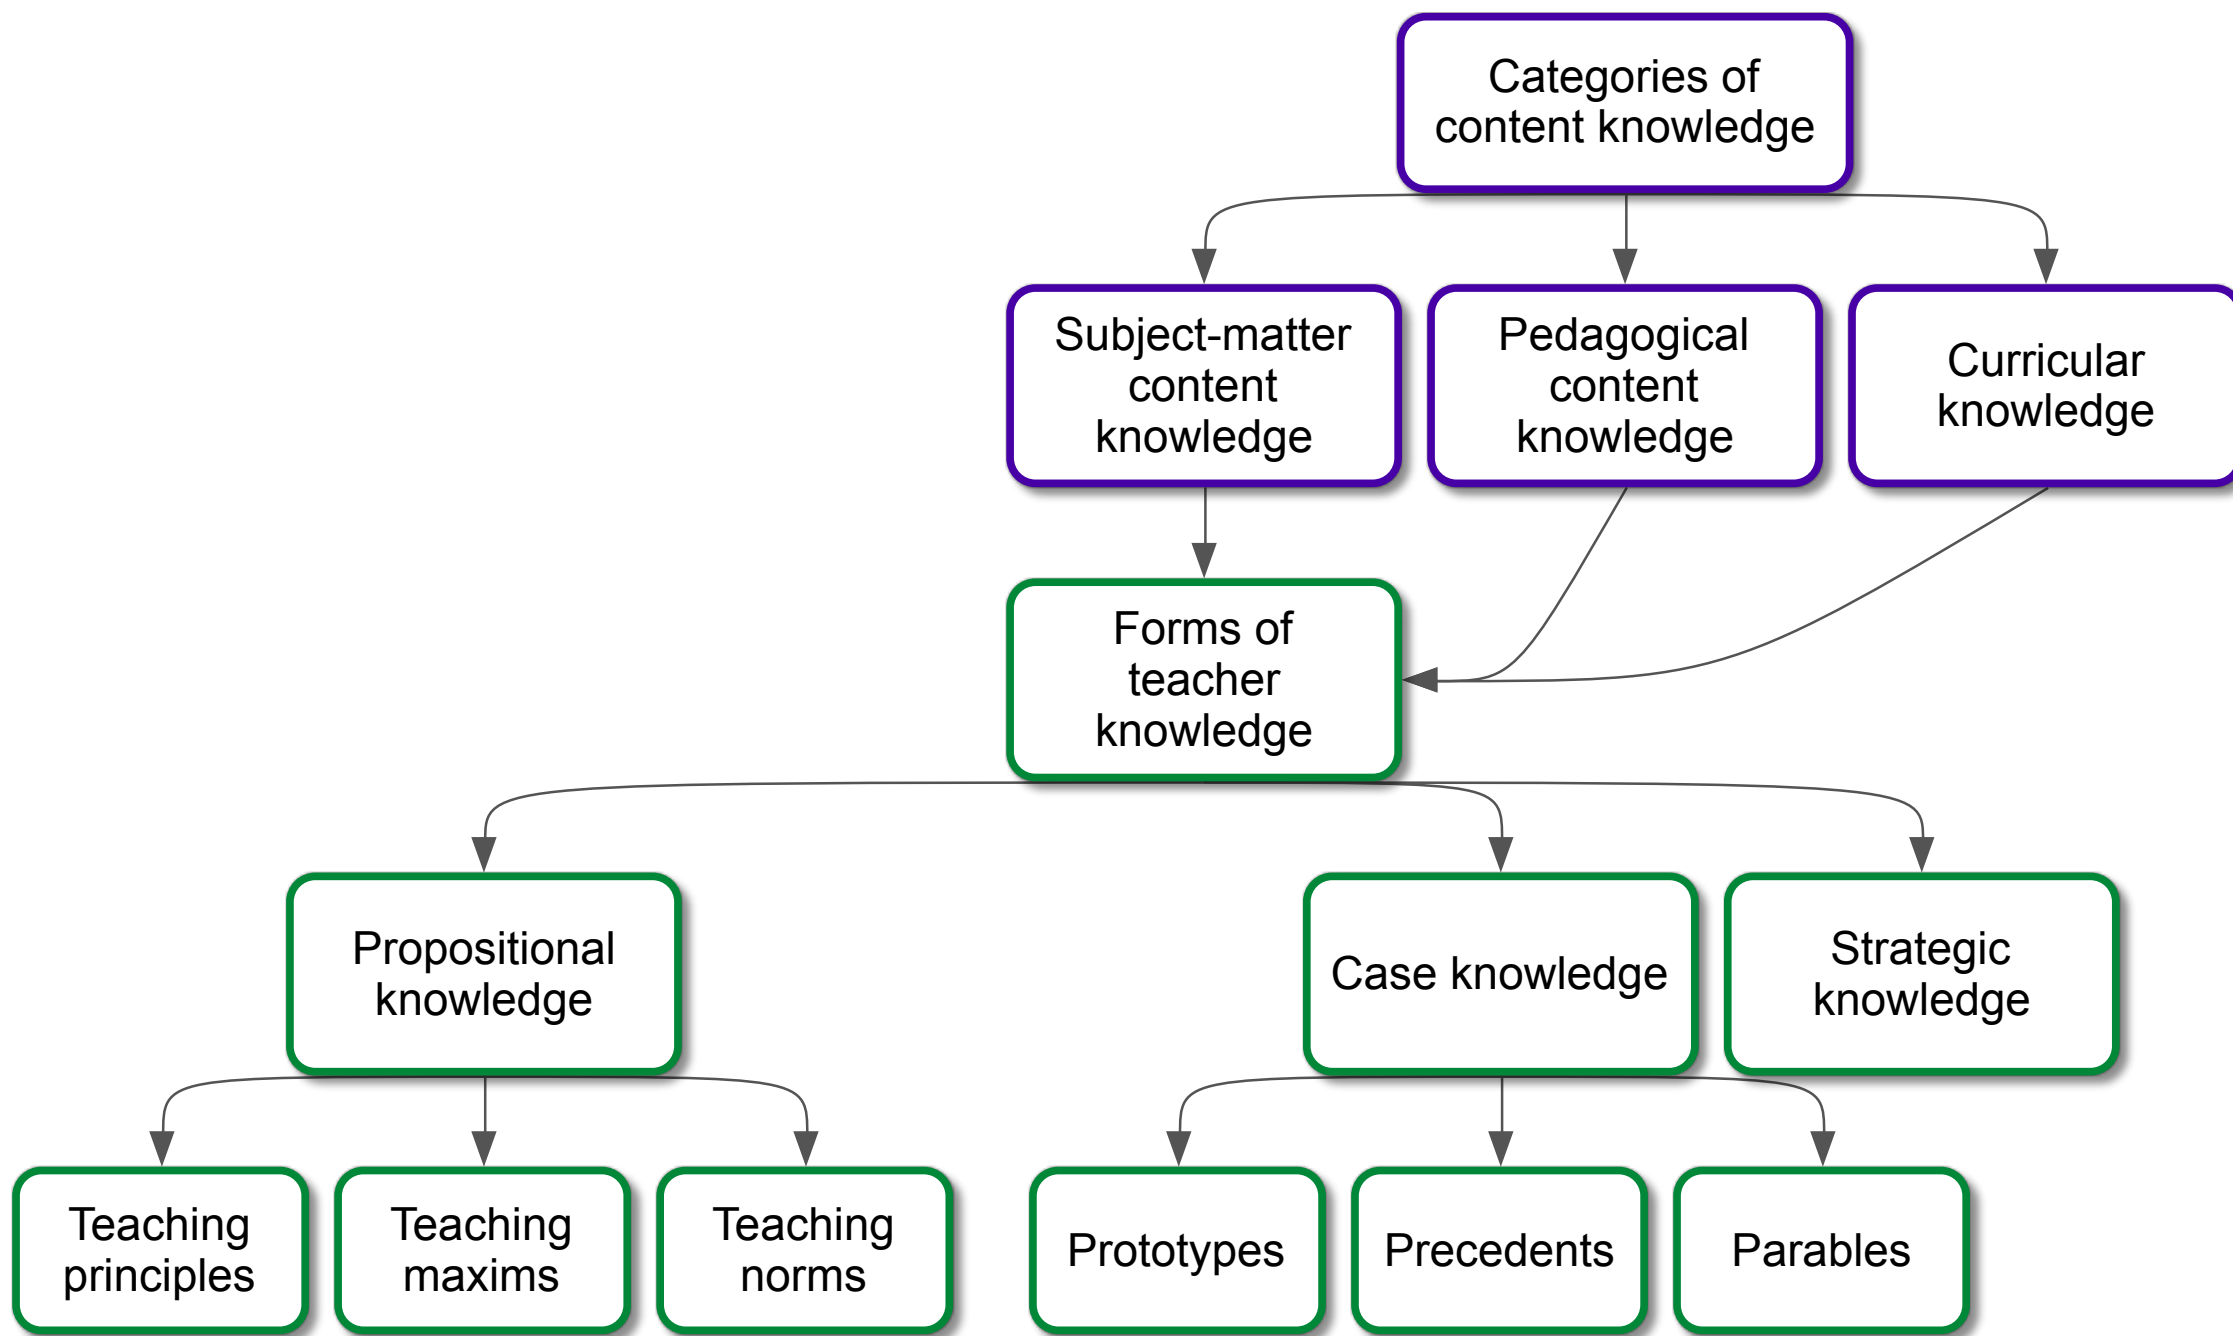 Categories of
content knowledge
Subject-matter
content
knowledge
Pedagogical
content
knowledge
Curricular
knowledge
Forms of
teacher
knowledge
Propositional
knowledge
Case knowledge
Strategic
knowledge
Teaching
principles
Teaching
maxims
Teaching
norms
Prototypes
Precedents
Parables